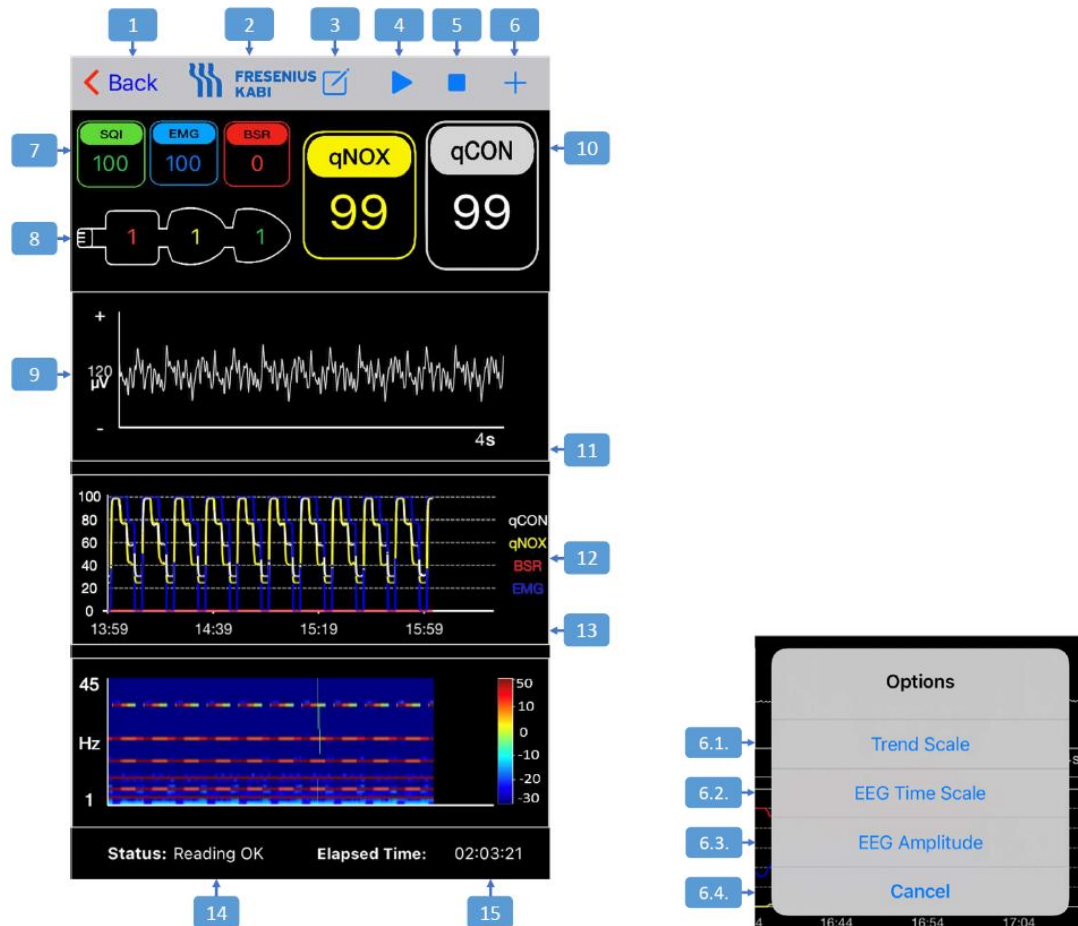 1 2 3 4 5 6
Back FRESENIUS
KABI
SQI EMG BSR
7 100 100 0 qNOX qCON 10
99 99
8 1 1 1
+
9 120
µV
-
4s
11
100
80 qCON
60 qNOX
12
40 BSR
20 EMG
0
13:59 14:39 15:19 15:59 13
45 50
10
Hz 0
-10
-20
1 -30
Status: Reading OK Elapsed Time: 02:03:21
14 15
Options
6.1. Trend Scale
6.2. EEG Time Scale
6.3. EEG Amplitude
6.4. Cancel
4 16:44 16:54 17:04